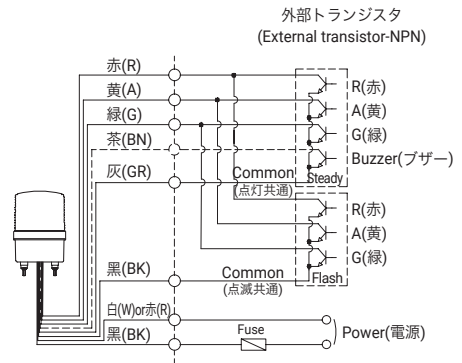 外部トランジスタ
(External transistor-NPN)
赤(R)
黄(A)
緑(G)
茶(BN)
灰(GR)
Common
(点灯共通)
Steady
R(赤)
A(黄)
G(緑)
Buzzer(ブザー)
R(赤)
A(黄)
G(緑)
黒(BK)
Common
(点滅共通)
Flash
白(W)or赤(R)
黒(BK)
Fuse
Power(電源)